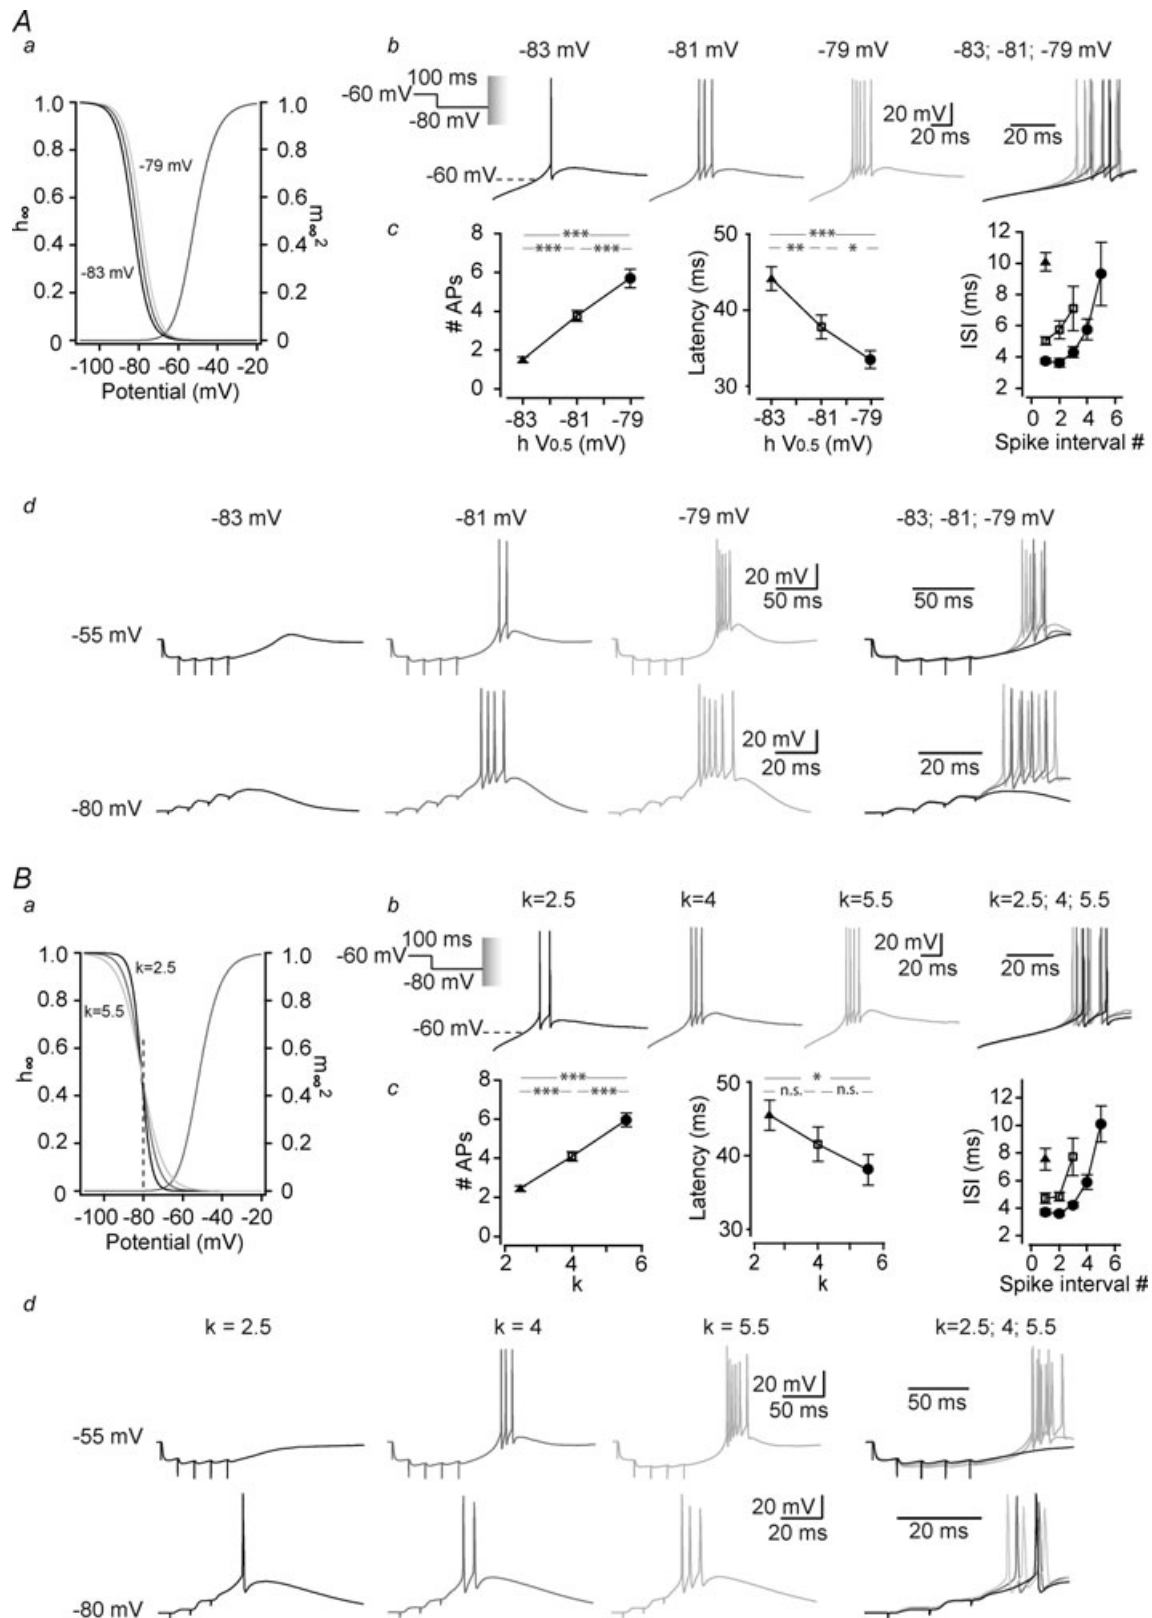 A
a
b
-83 mV
-81 mV
-79 mV
-83; -81; -79 mV
100 ms
-60 mV
-80 mV
20 mV
20 ms
20 ms
-60 mV
1.0
0.8
0.6
0.4
0.2
0
h∞
-79 mV
-83 mV
1.0
0.8
0.6
0.4
0.2
0
m∞²
-100 -80 -60 -40 -20
Potential (mV)
c
8
6
4
2
0
# APs
***
*** ***
-83 -81 -79
h V0.5 (mV)
50
40
30
Latency (ms)
***
** *
-83 -81 -79
h V0.5 (mV)
12
10
8
6
4
2
ISI (ms)
0 2 4 6
Spike interval #
d
-83 mV
-81 mV
-79 mV
-83; -81; -79 mV
20 mV
50 ms
50 ms
-55 mV
20 mV
20 ms
20 ms
-80 mV
B
a
b
k=2.5
k=4
k=5.5
k=2.5; 4; 5.5
100 ms
-60 mV
-80 mV
20 mV
20 ms
20 ms
-60 mV
1.0
0.8
0.6
0.4
0.2
0
h∞
k=2.5
k=5.5
1.0
0.8
0.6
0.4
0.2
0
m∞²
-100 -80 -60 -40 -20
Potential (mV)
c
8
6
4
2
0
# APs
***
*** ***
2 4 6
k
50
40
30
Latency (ms)
*
n.s. n.s.
2 4 6
k
12
10
8
6
4
2
ISI (ms)
0 2 4 6
Spike interval #
d
k = 2.5
k = 4
k = 5.5
k=2.5; 4; 5.5
20 mV
50 ms
50 ms
-55 mV
20 mV
20 ms
20 ms
-80 mV